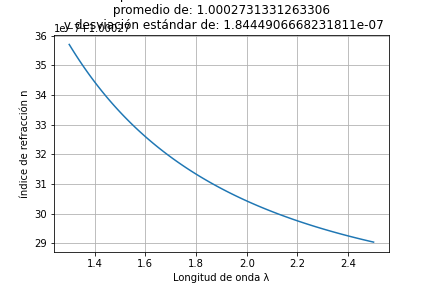 promedio de: 1.0002731331263306
y desviación estándar de: 1.8444906668231811e-07
1e−7+1.00027
36
35
34
33
32
31
30
29
índice de refracción n
1.4 1.6 1.8 2.0 2.2 2.4
Longitud de onda λ